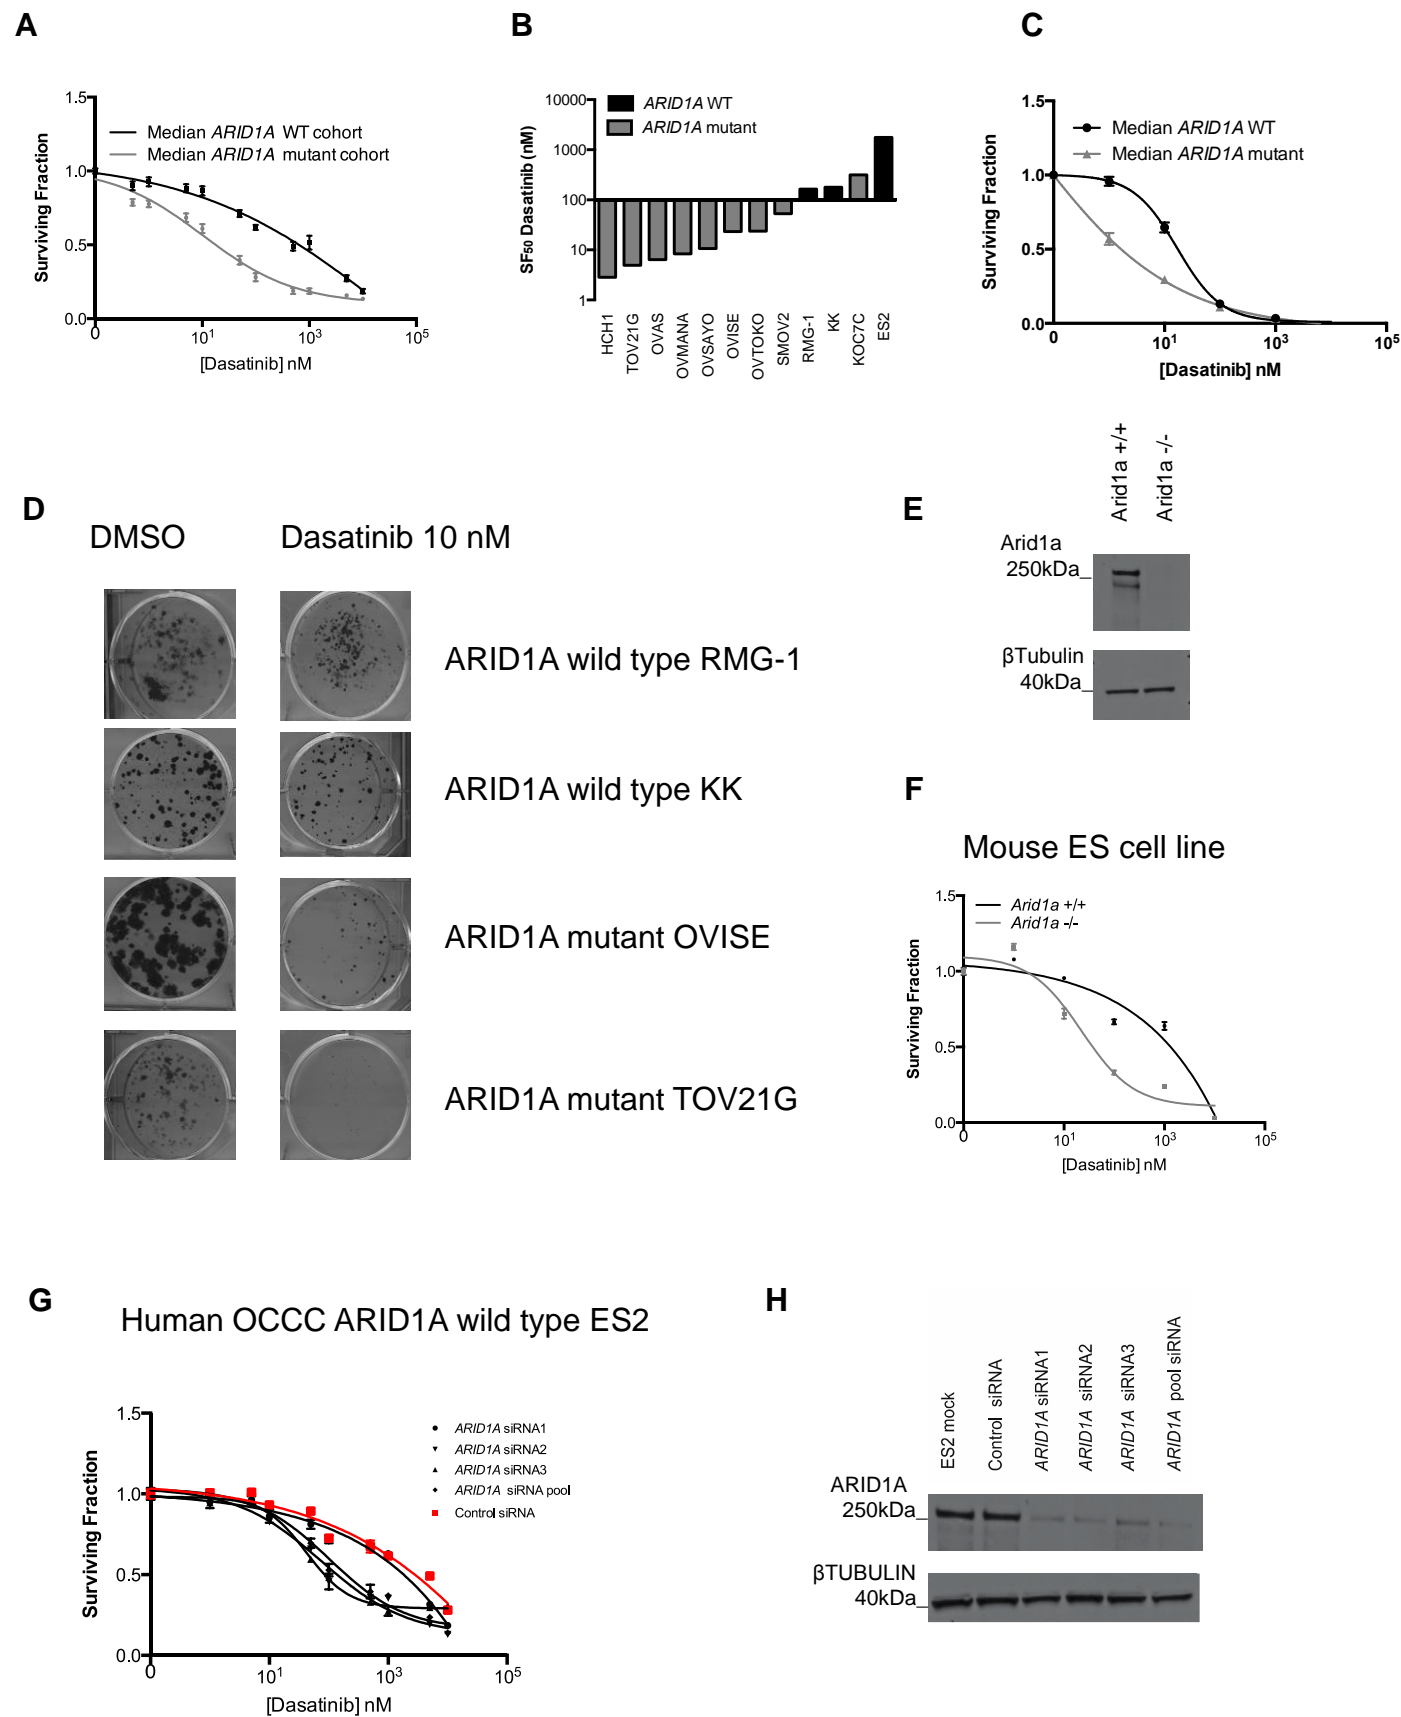 A
1.5
1.0
0.5
0.0
Surviving Fraction
Median ARID1A WT cohort
Median ARID1A mutant cohort
0
10¹
10³
10⁵
[Dasatinib] nM
B
10000
1000
100
10
1
SF50 Dasatinib (nM)
ARID1A WT
ARID1A mutant
HCH1
TOV21G
OVAS
OVMANA
OVSAYO
OVISE
OVTOKO
SMOV2
RMG-1
KK
KOC7C
ES2
C
1.5
1.0
0.5
0.0
Surviving Fraction
Median ARID1A WT
Median ARID1A mutant
0
10¹
10³
10⁵
[Dasatinib] nM
D
DMSO
Dasatinib 10 nM
ARID1A wild type RMG-1
ARID1A wild type KK
ARID1A mutant OVISE
ARID1A mutant TOV21G
E
Arid1a +/+
Arid1a -/-
Arid1a
250kDa_
βTubulin
40kDa_
F
Mouse ES cell line
1.5
1.0
0.5
0.0
Surviving Fraction
Arid1a +/+
Arid1a -/-
0
10¹
10³
10⁵
[Dasatinib] nM
G
Human OCCC ARID1A wild type ES2
1.5
1.0
0.5
0.0
Surviving Fraction
ARID1A siRNA1
ARID1A siRNA2
ARID1A siRNA3
ARID1A siRNA pool
Control siRNA
0
10¹
10³
10⁵
[Dasatinib] nM
H
ES2 mock
Control siRNA
ARID1A siRNA1
ARID1A siRNA2
ARID1A siRNA3
ARID1A pool siRNA
ARID1A
250kDa_
βTUBULIN
40kDa_